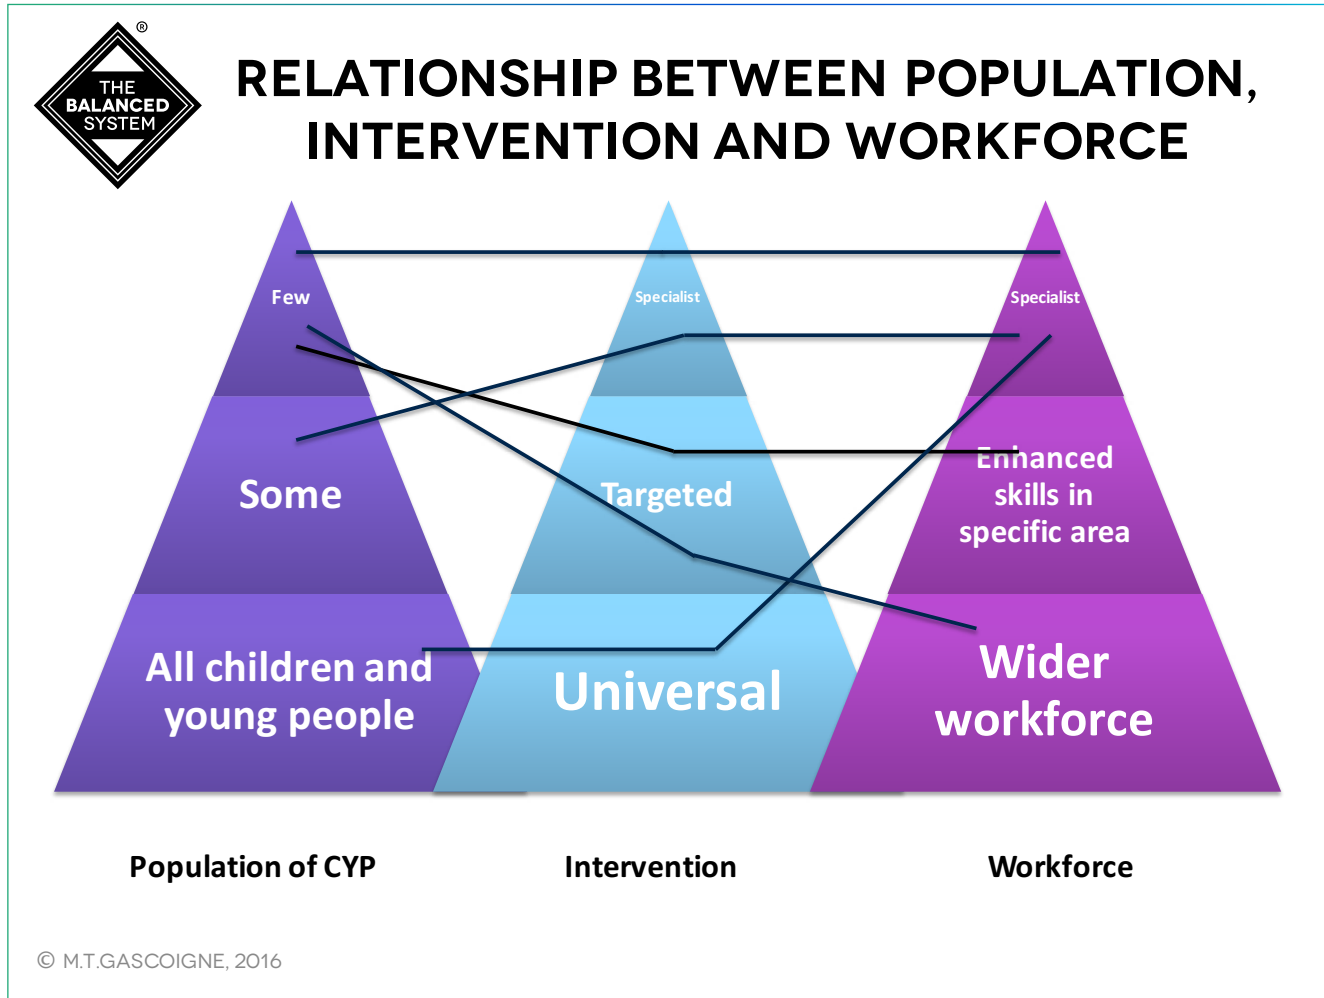 ®
THE
BALANCED
SYSTEM
RELATIONSHIP BETWEEN POPULATION,
INTERVENTION AND WORKFORCE
Few
Some
All children and
young people
Specialist
Targeted
Universal
Specialist
Enhanced
skills in
specific area
Wider
workforce
Population of CYP
Intervention
Workforce
© M.T.GASCOIGNE, 2016